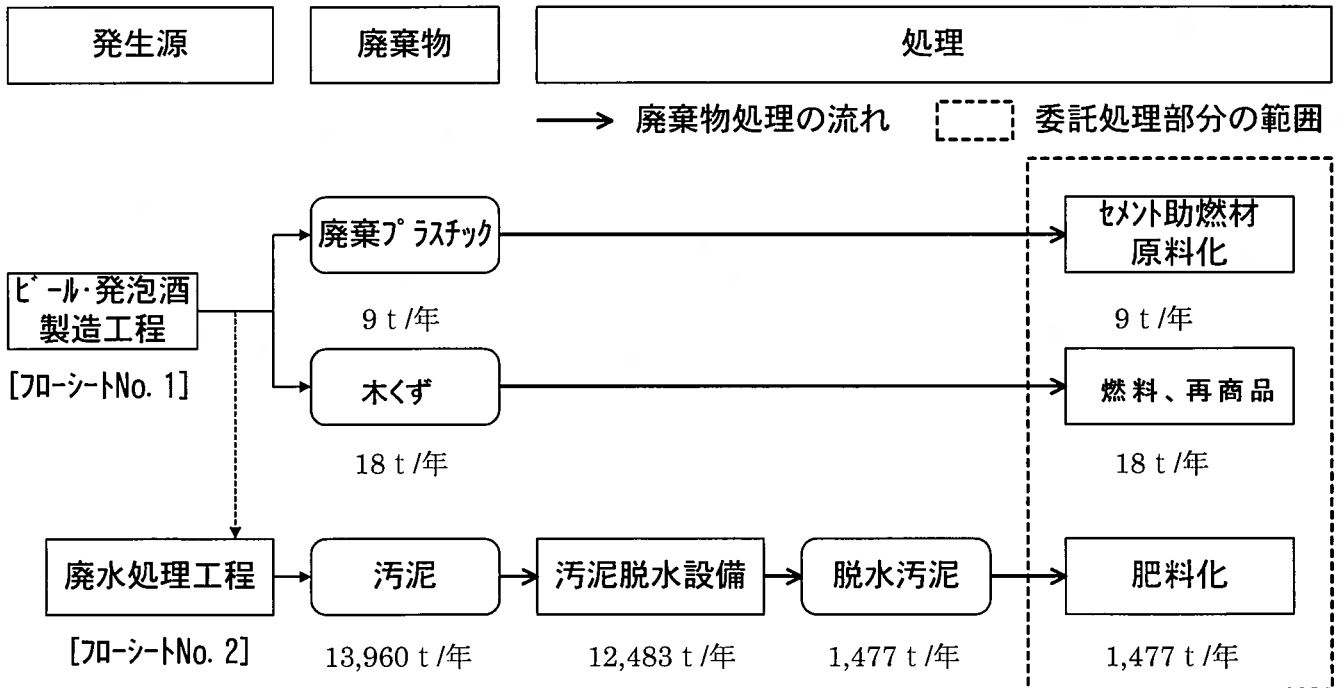 発生源
廃棄物
処理
廃棄物処理の流れ
委託処理部分の範囲
廃棄ﾌﾟﾗｽﾁｯｸ
ｾﾒﾝﾄ助燃材
原料化
ﾋﾞｰﾙ･発泡酒
製造工程
9 t /年
9 t /年
[ﾌﾛｰｼｰﾄNo. 1]
木くず
燃料、再商品
18 t /年
18 t /年
廃水処理工程
汚泥
汚泥脱水設備
脱水汚泥
肥料化
[ﾌﾛｰｼｰﾄNo. 2]
13,960 t /年
12,483 t /年
1,477 t /年
1,477 t /年